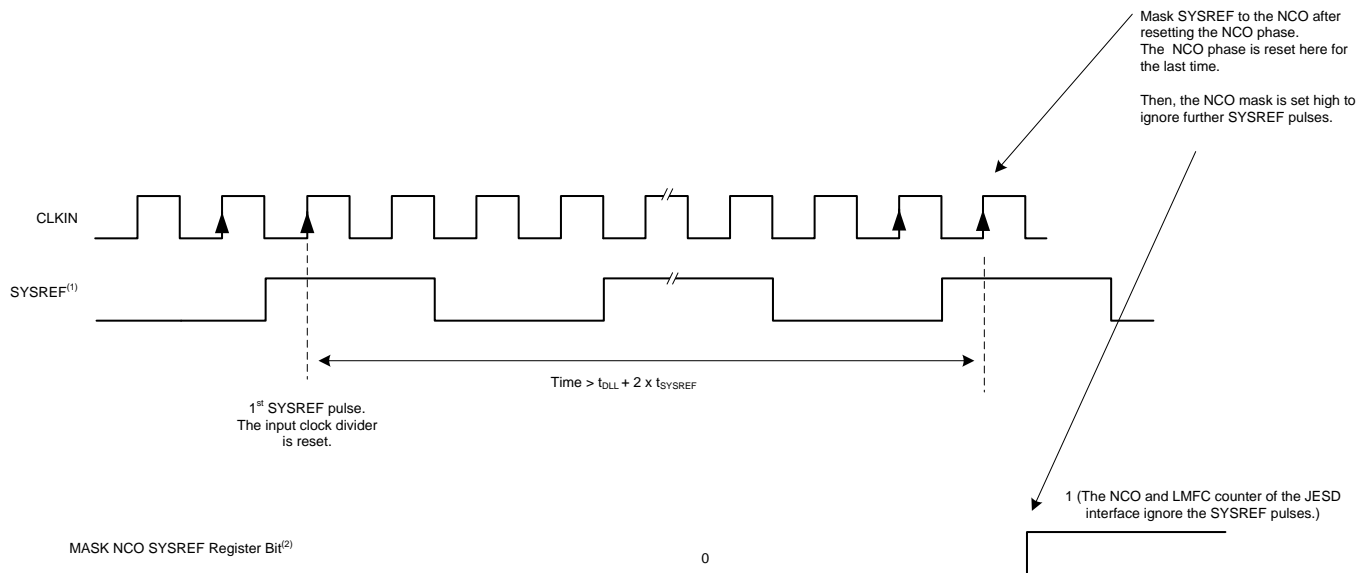 Mask SYSREF to the NCO after
resetting the NCO phase.
The NCO phase is reset here for
the last time.
Then, the NCO mask is set high to
ignore further SYSREF pulses.
CLKIN
SYSREF(1)
Time > tDLL + 2 x tSYSREF
1st SYSREF pulse.
The input clock divider
is reset.
1 (The NCO and LMFC counter of the JESD
interface ignore the SYSREF pulses.)
MASK NCO SYSREF Register Bit(2)
0